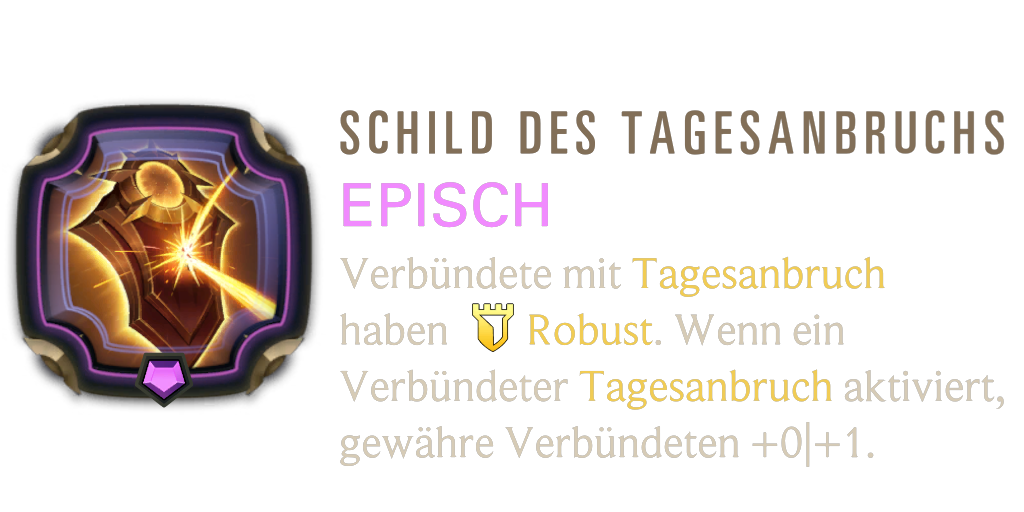 SCHILD DES TAGESANBRUCHS
EPISCH
Verbündete mit Tagesanbruch
haben Robust. Wenn ein
Verbündeter Tagesanbruch aktiviert,
gewähre Verbündeten +0|+1.